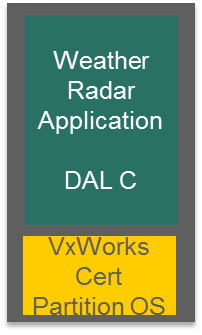 Weather
Radar
Application
DAL C
VxWorks
Cert
Partition OS